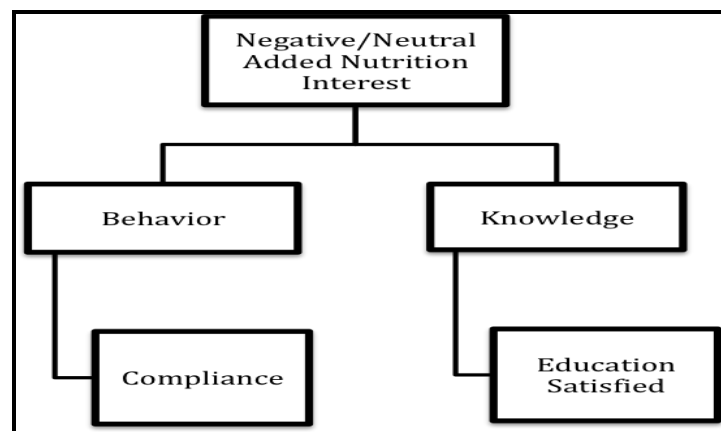 Negative/Neutral
Added Nutrition
Interest
Behavior
Knowledge
Compliance
Education
Satisfied